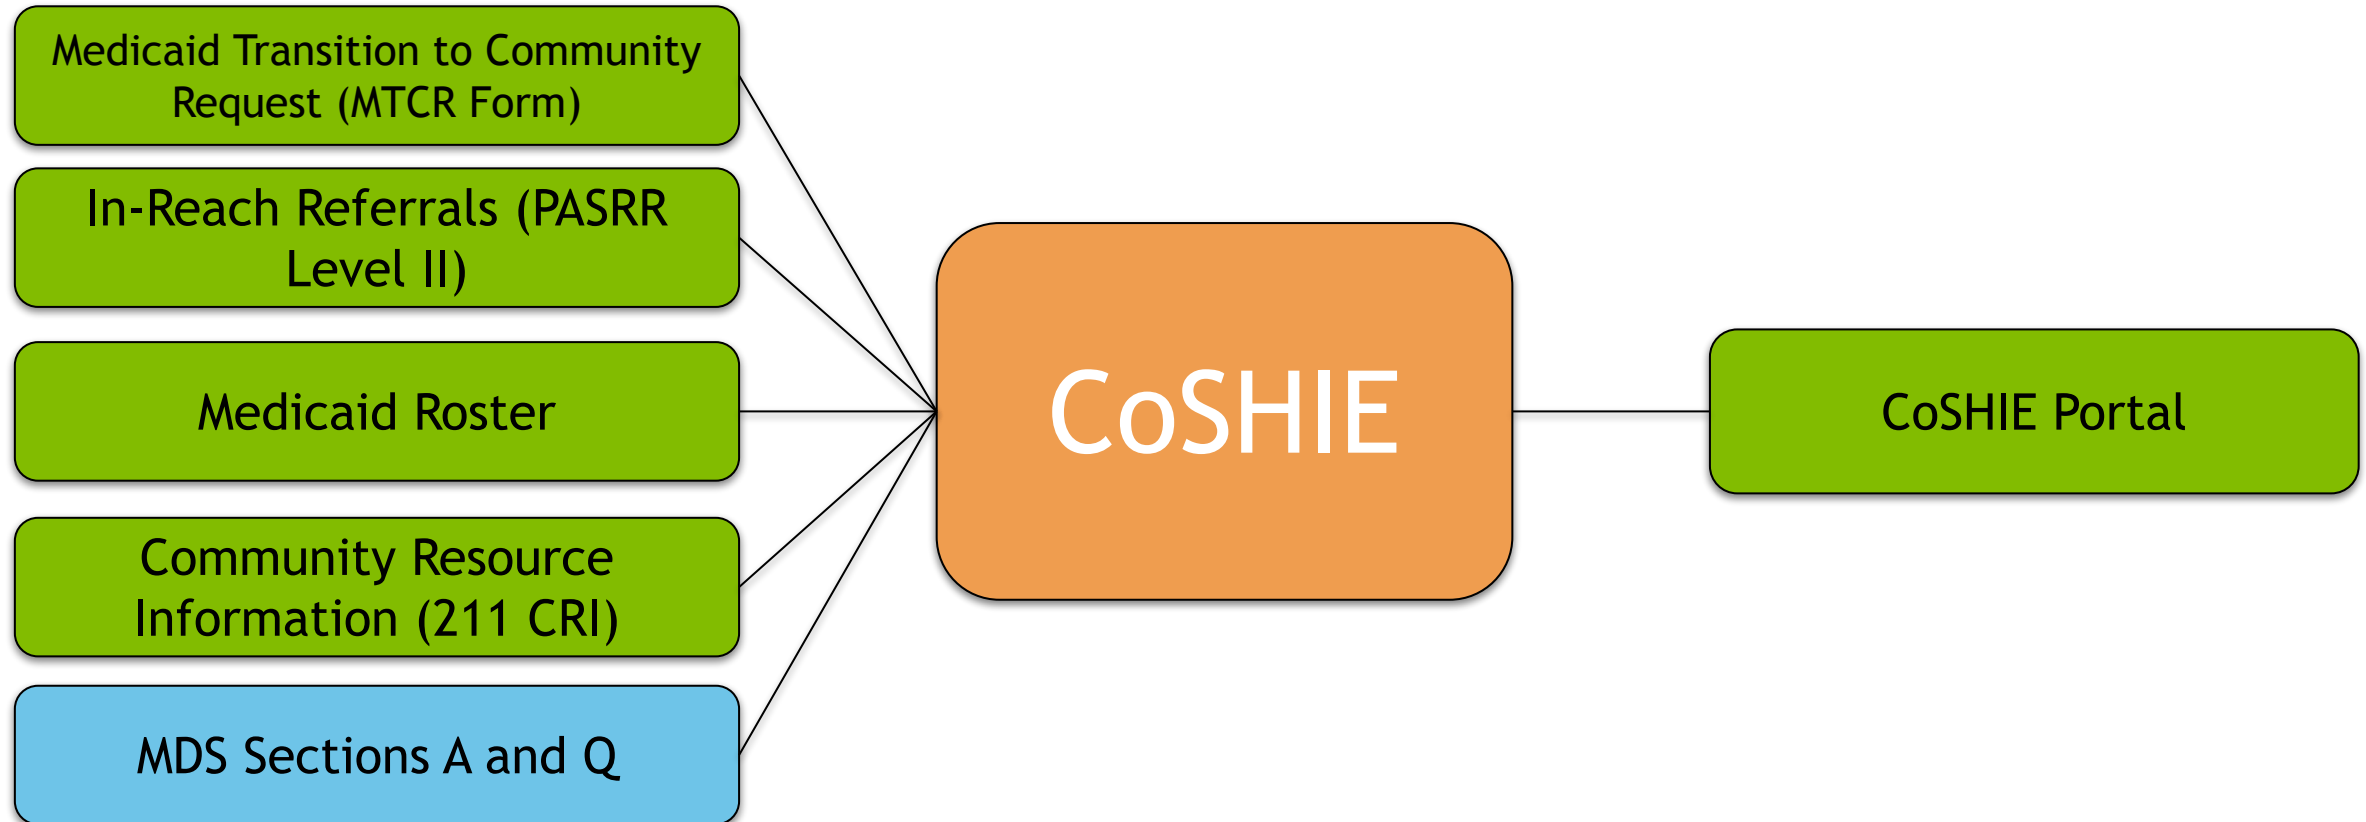 Medicaid Transition to Community
Request (MTCR Form)
In-Reach Referrals (PASRR
Level II)
Medicaid Roster
Community Resource
Information (211 CRI)
MDS Sections A and Q
CoSHIE
CoSHIE Portal